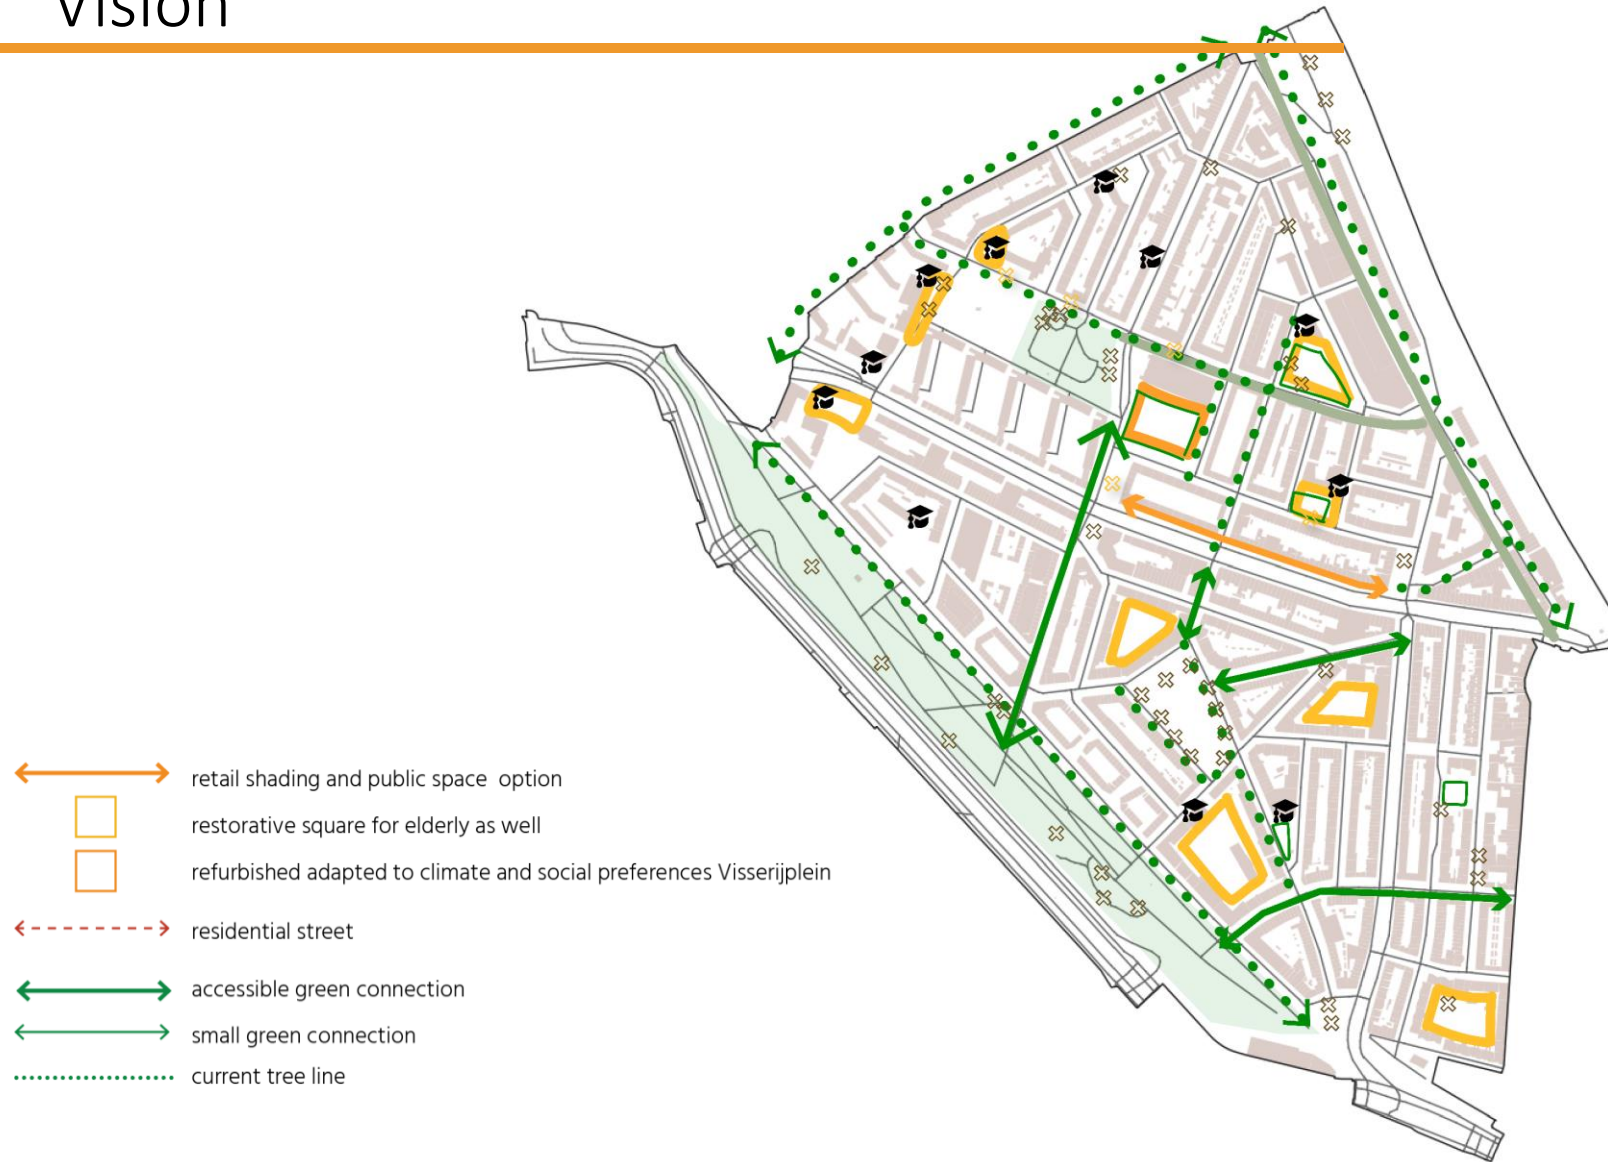 Vision
retail shading and public space option
restorative square for elderly as well
refurbished adapted to climate and social preferences Visserijplein
residential street
accessible green connection
small green connection
current tree line